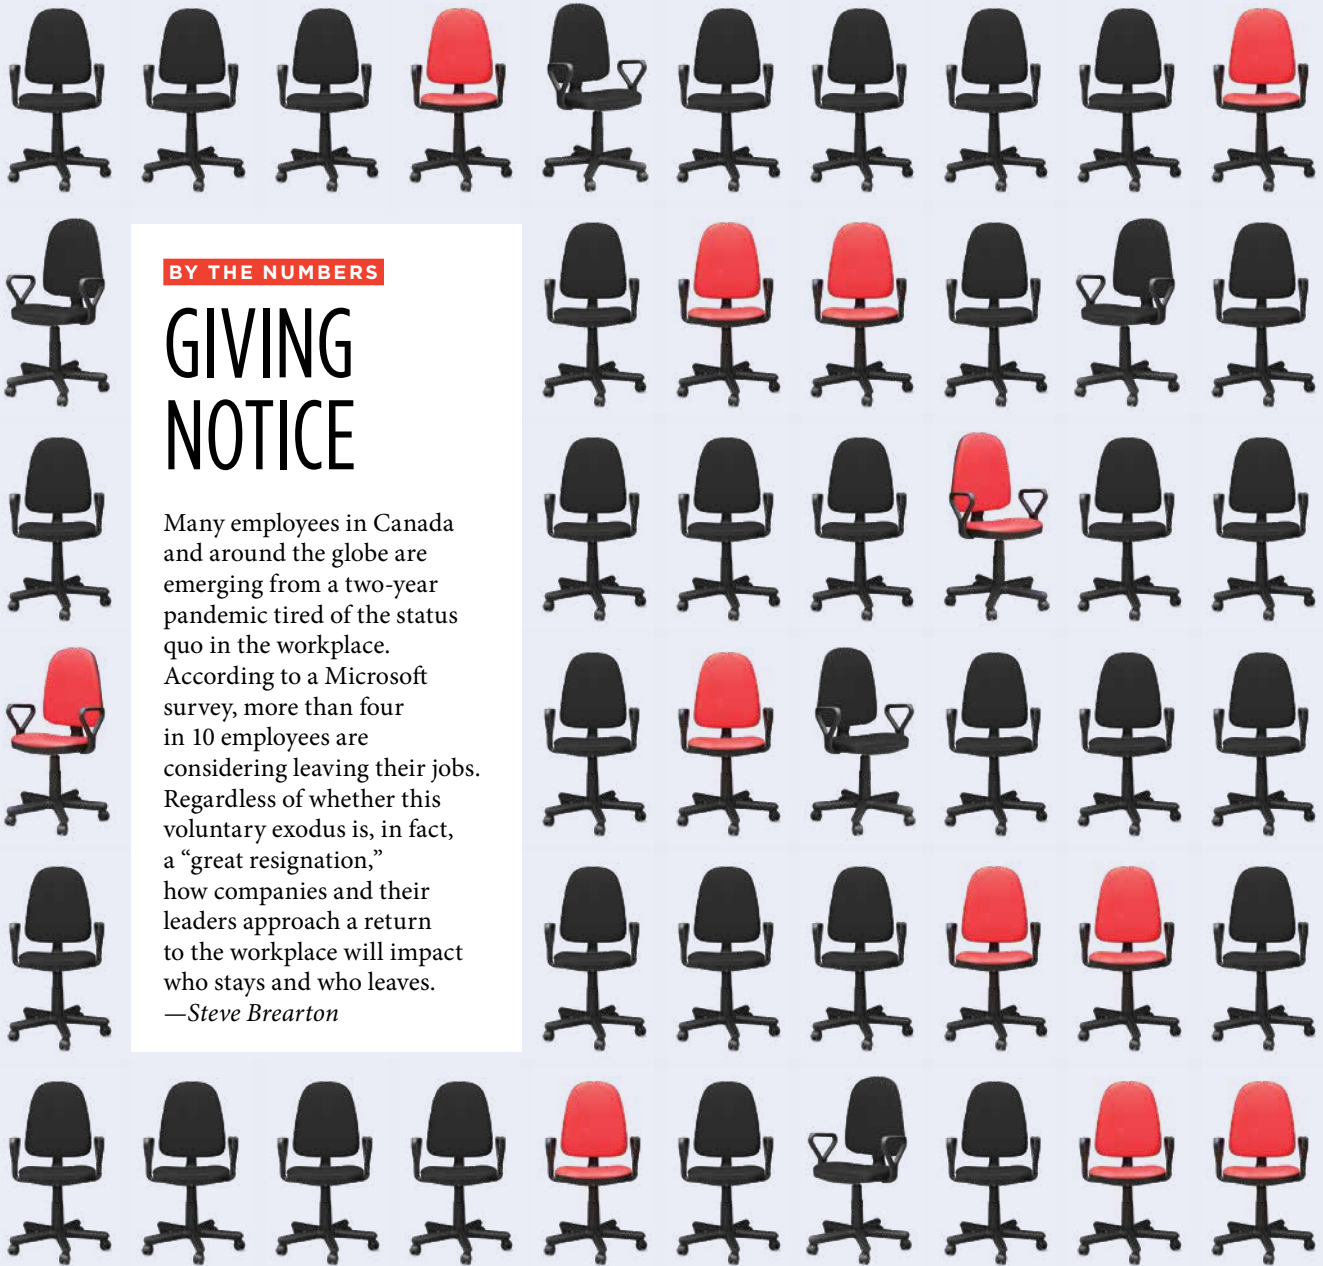 BY THE NUMBERS
GIVING
NOTICE
Many employees in Canada
and around the globe are
emerging from a two-year
pandemic tired of the status
quo in the workplace.
According to a Microsoft
survey, more than four
in 10 employees are
considering leaving their jobs.
Regardless of whether this
voluntary exodus is, in fact,
a “great resignation,”
how companies and their
leaders approach a return
to the workplace will impact
who stays and who leaves.
—Steve Brearton